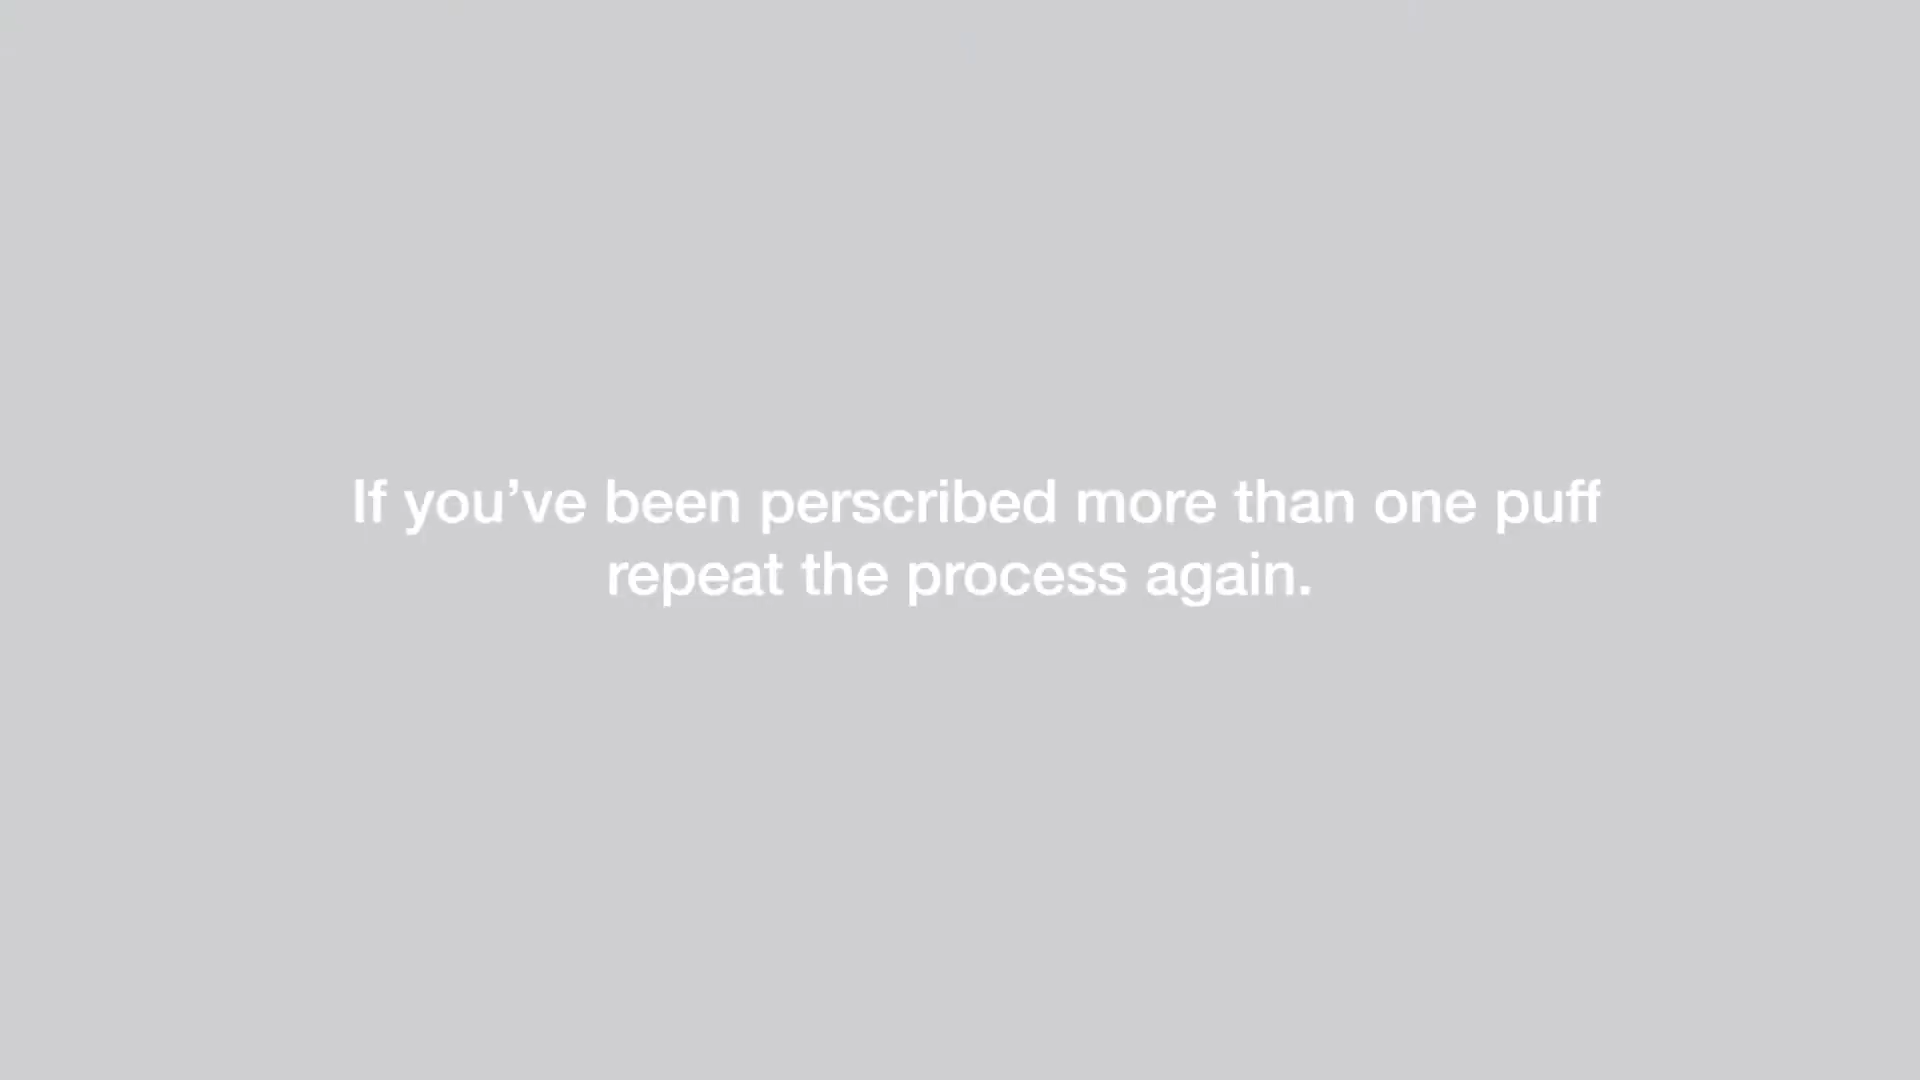 If you’ve been perscribed more than one puff
repeat the process again.